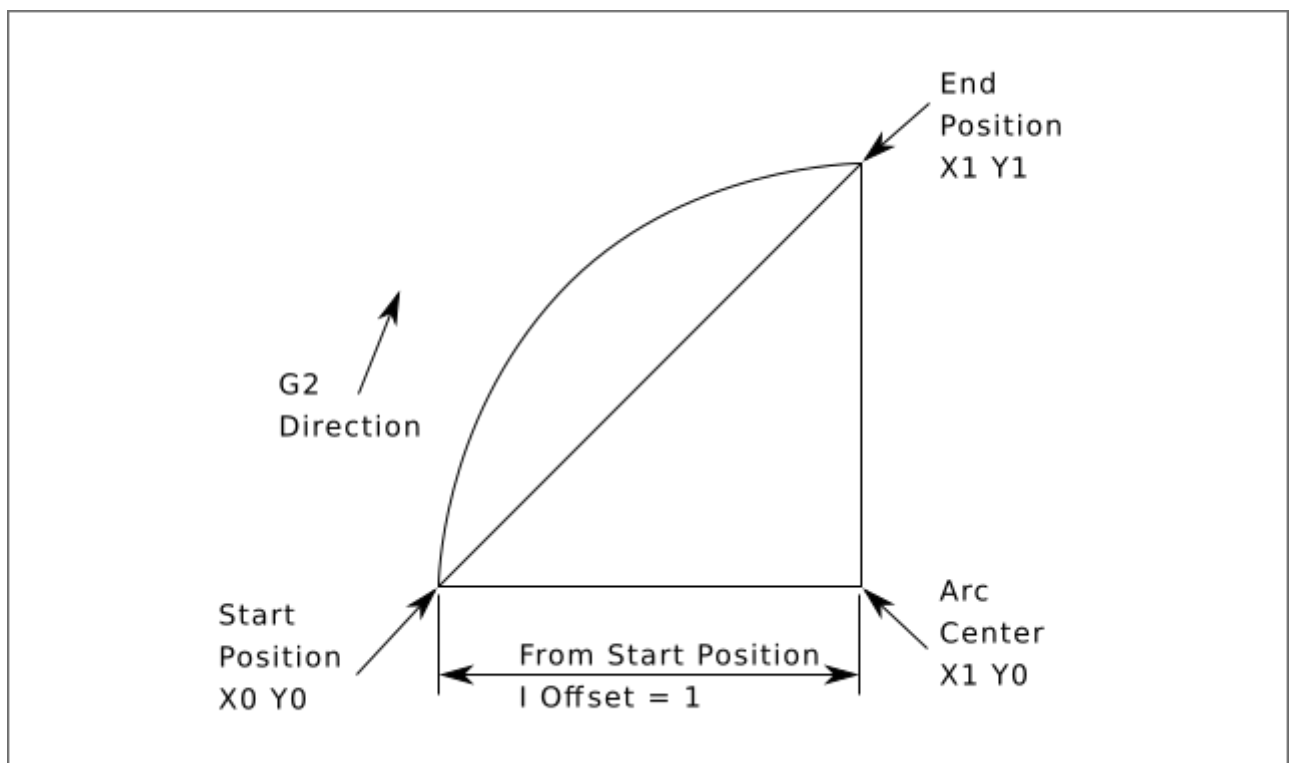 End
Position
X1 Y1
G2
Direction
Start
Position
X0 Y0
From Start Position
I Offset = 1
Arc
Center
X1 Y0